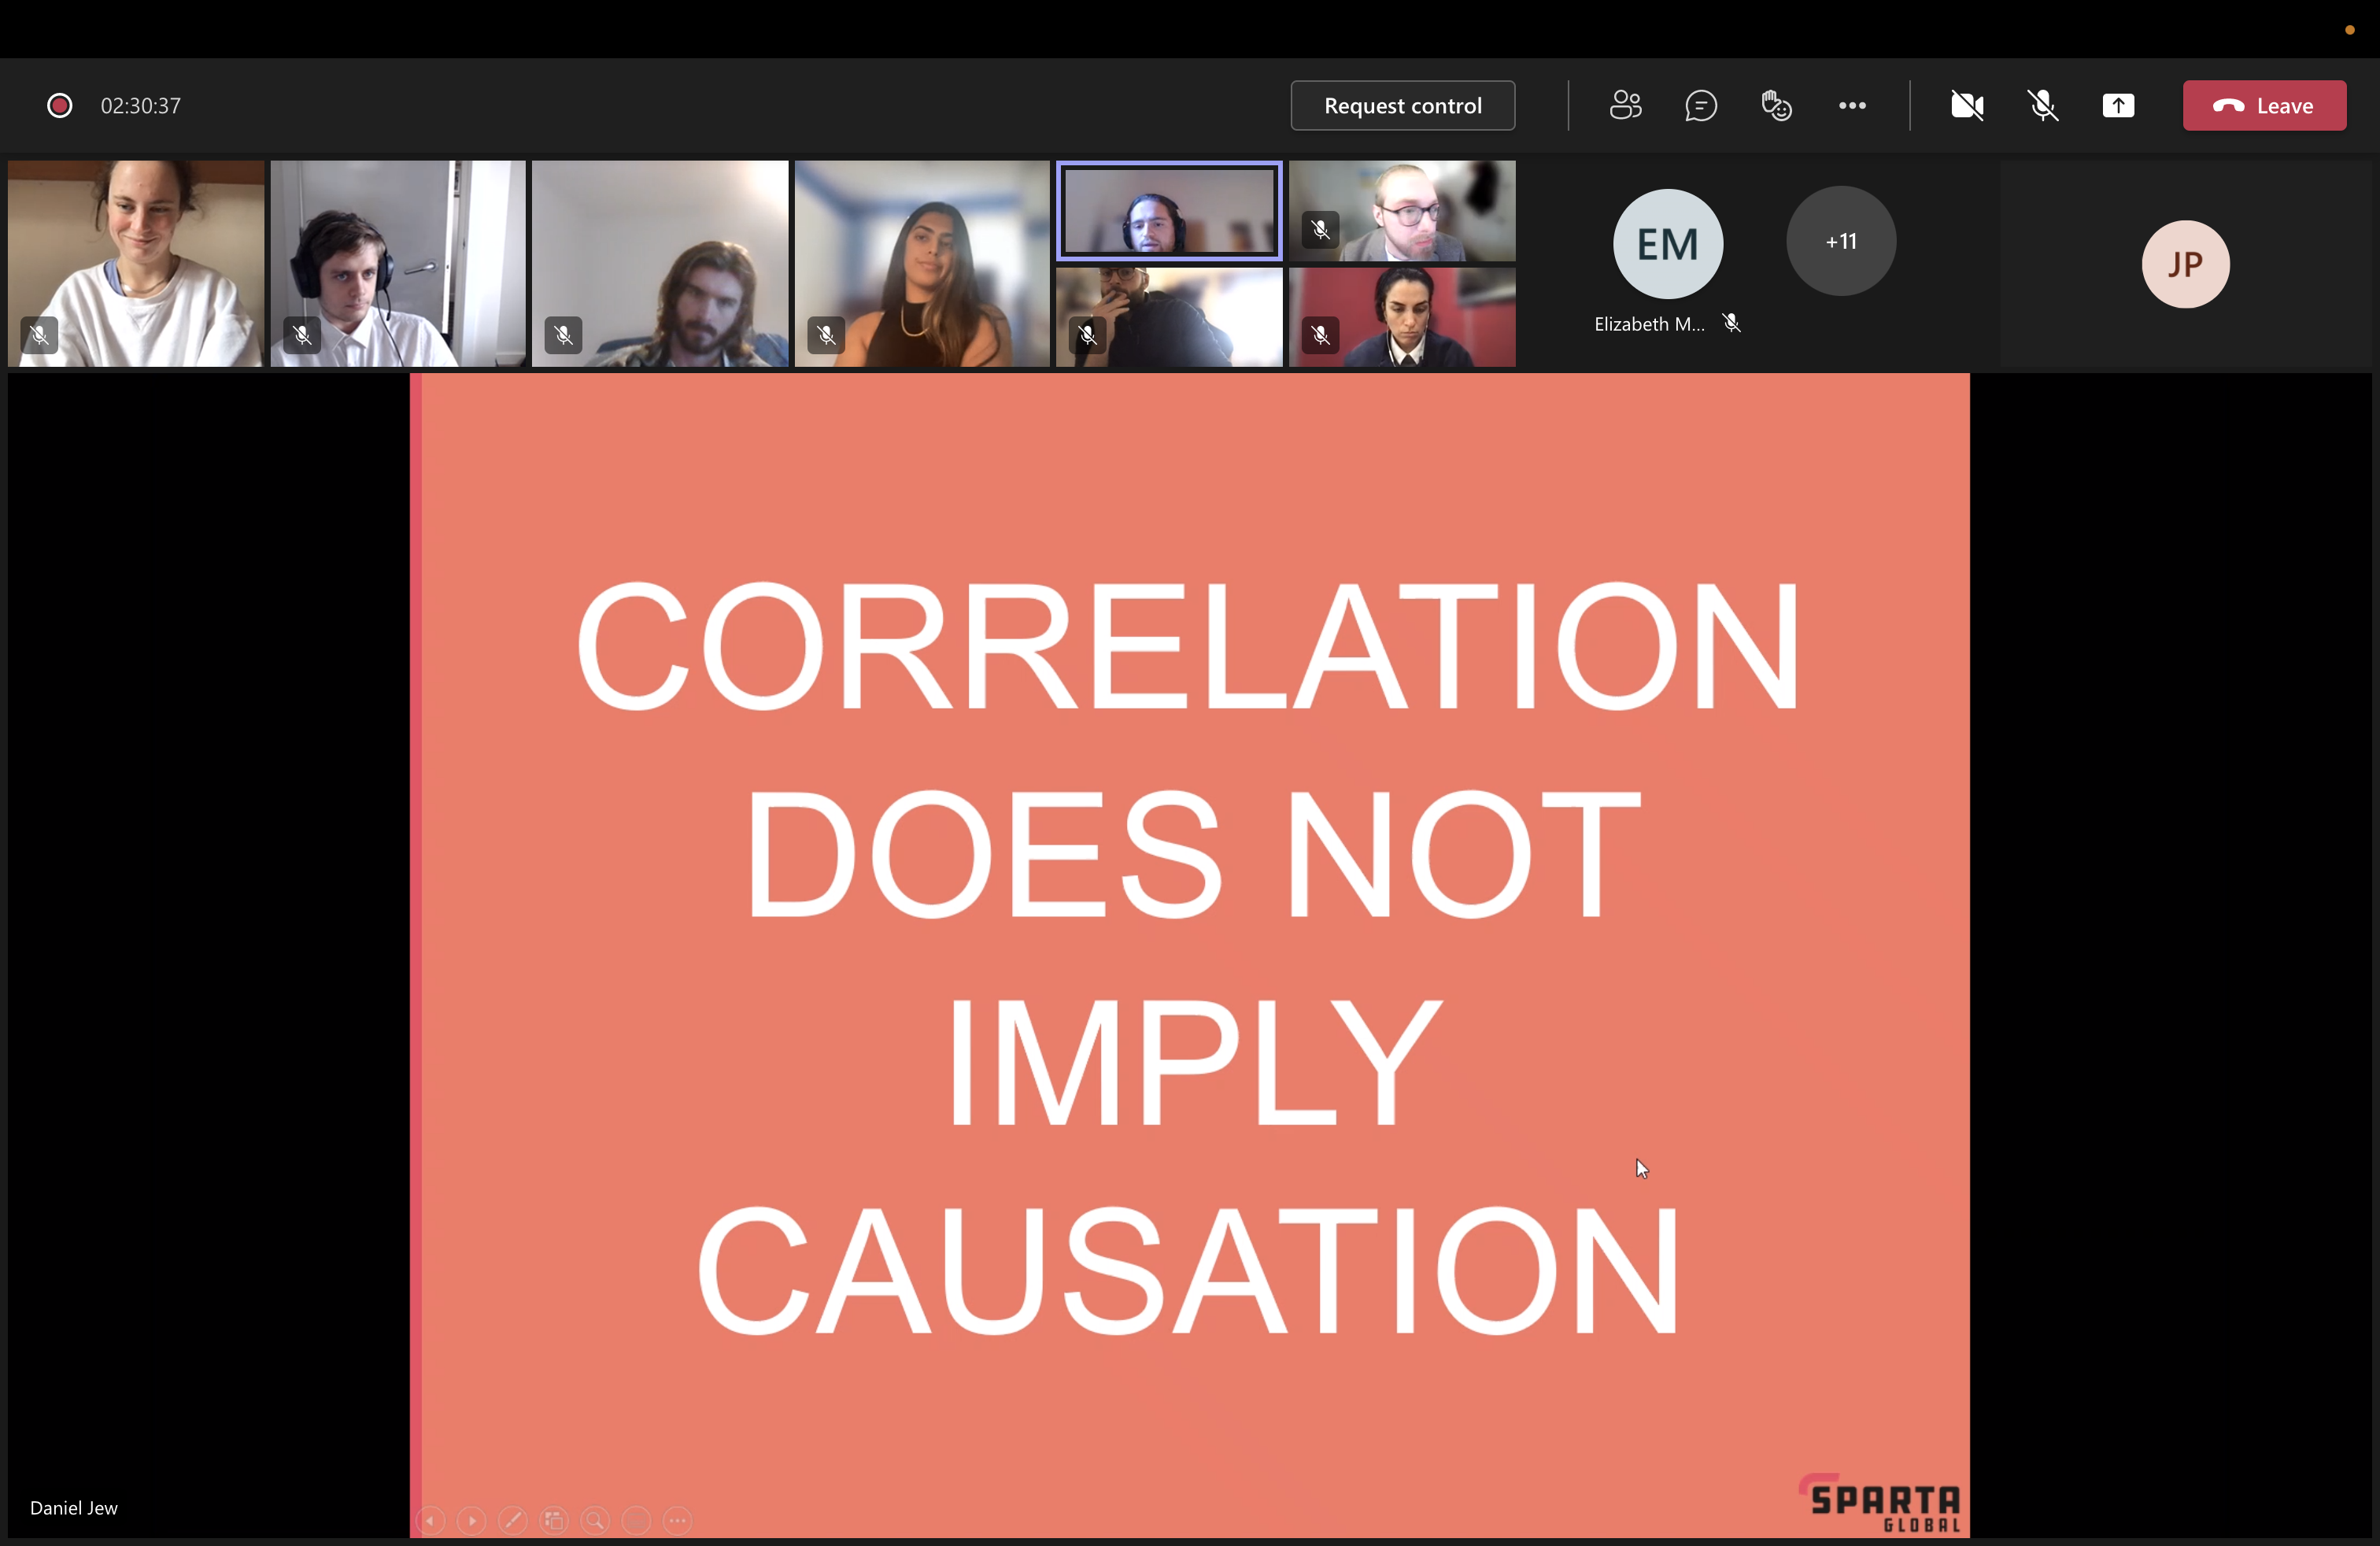 02:30:37
Request control
Leave
EM
+11
JP
Elizabeth M...
CORRELATION
DOES NOT
IMPLY
CAUSATION
Daniel Jew
SPARTA
GLOBAL